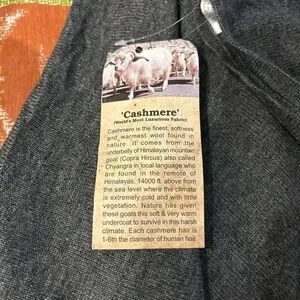 'Cashmere'
(World's Most Luxurious Fabric)
Cashmere is the finest, softness
and warmest wool found in
nature. It comes from the
underbelly of Himalayan mountain
goat (Copra Hircus) also called
Chyangra in local language who
are found in the remote of
Himalayas, 14000 ft. above from
the sea level where the climate
is extremely cold and with little
vegetation. Nature has given
these goats this soft & very warm
undercoat to survive in this harsh
climate. Each cashmere hair is
1-6th the diameter of human hair.